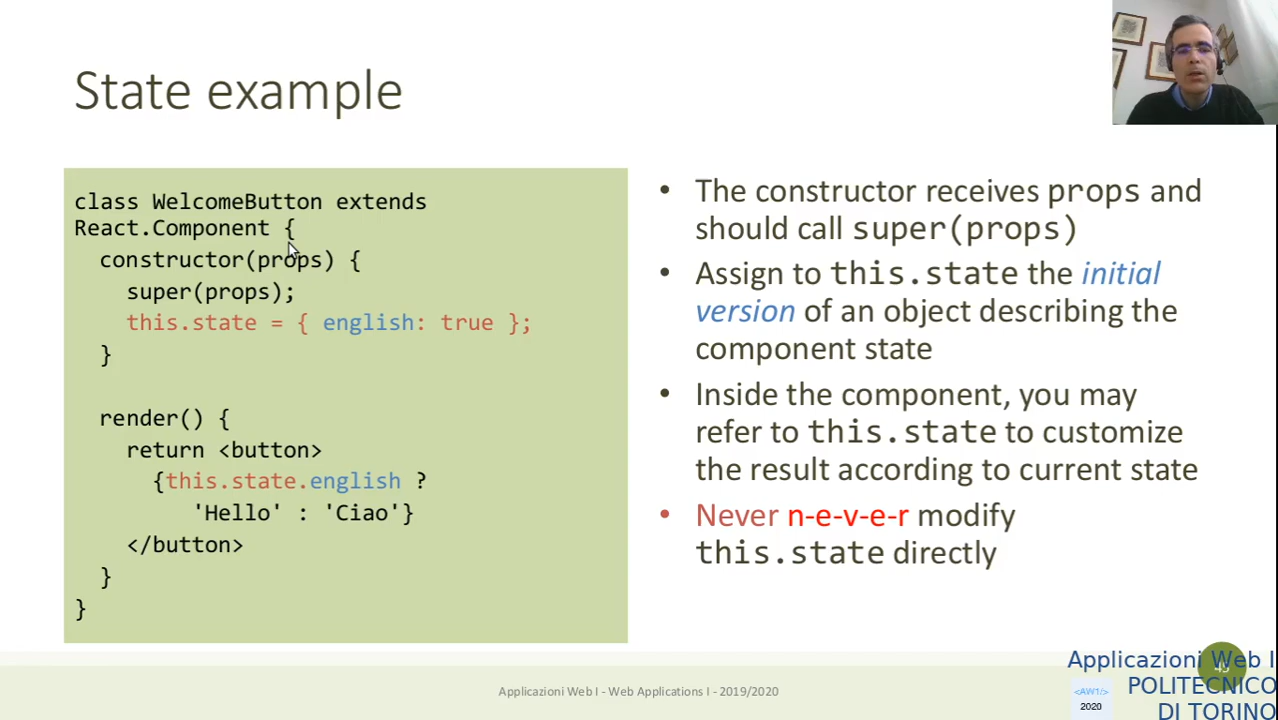 State example
class WelcomeButton extends
React.Component {
constructor(props) {
super(props);
this.state = { english: true };
}
render() {
return <button>
{this.state.english ?
'Hello' : 'Ciao'}
</button>
}
}
• The constructor receives props and
should call super(props)
• Assign to this.state the initial
version of an object describing the
component state
• Inside the component, you may
refer to this.state to customize
the result according to current state
• Never n-e-v-e-r modify
this.state directly
Applicazioni Web I - Web Applications I - 2019/2020
Applicazioni Web I
POLITECNICO
DI TORINO
<AW1/>
2020